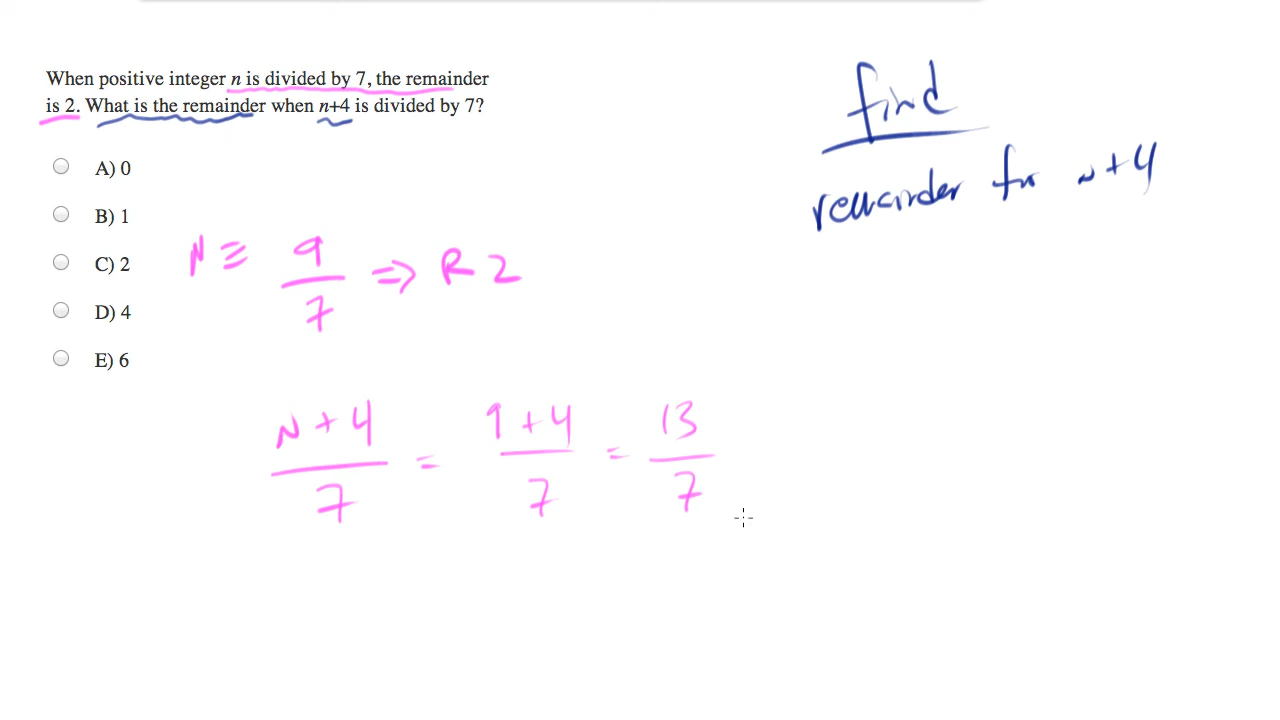 When positive integer n is divided by 7, the remainder
is 2. What is the remainder when n+4 is divided by 7?
A) 0
B) 1
C) 2
D) 4
E) 6
find
remainder for N+4
N ≡ 9/7 ⇒ R 2
N+4/7 = 9+4/7 = 13/7